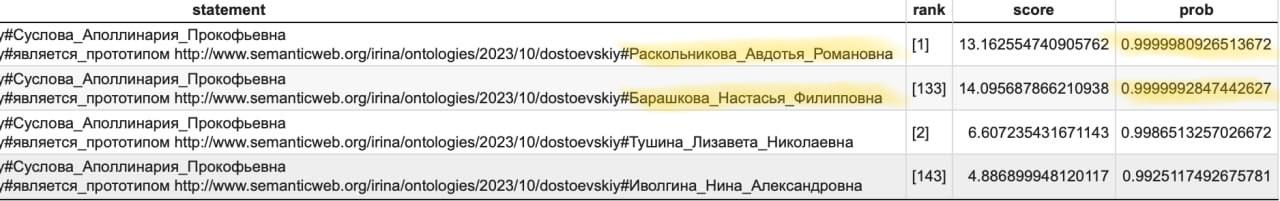 statement rank score prob
y#Суслова_Аполлинария_Прокофьевна
y#является_прототипом http://www.semanticweb.org/irina/ontologies/2023/10/dostoevskiy#Раскольникова_Авдотья_Романовна [1] 13.162554740905762 0.9999980926513672
y#Суслова_Аполлинария_Прокофьевна
y#является_прототипом http://www.semanticweb.org/irina/ontologies/2023/10/dostoevskiy#Барашкова_Настасья_Филипповна [133] 14.095687866210938 0.9999992847442627
y#Суслова_Аполлинария_Прокофьевна
y#является_прототипом http://www.semanticweb.org/irina/ontologies/2023/10/dostoevskiy#Тушина_Лизавета_Николаевна [2] 6.607235431671143 0.9986513257026672
y#Суслова_Аполлинария_Прокофьевна
y#является_прототипом http://www.semanticweb.org/irina/ontologies/2023/10/dostoevskiy#Иволгина_Нина_Александровна [143] 4.886899948120117 0.9925117492675781